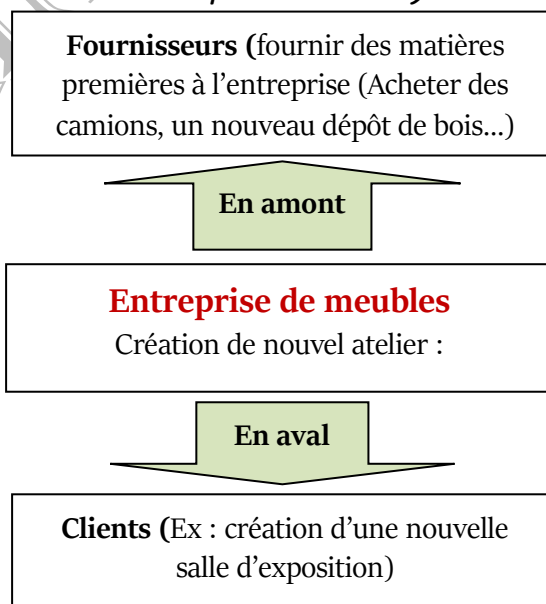 Fournisseurs (fournir des matières
premières à l’entreprise (Acheter des
camions, un nouveau dépôt de bois...)
En amont
Entreprise de meubles
Création de nouvel atelier :
En aval
Clients (Ex : création d’une nouvelle
salle d’exposition)